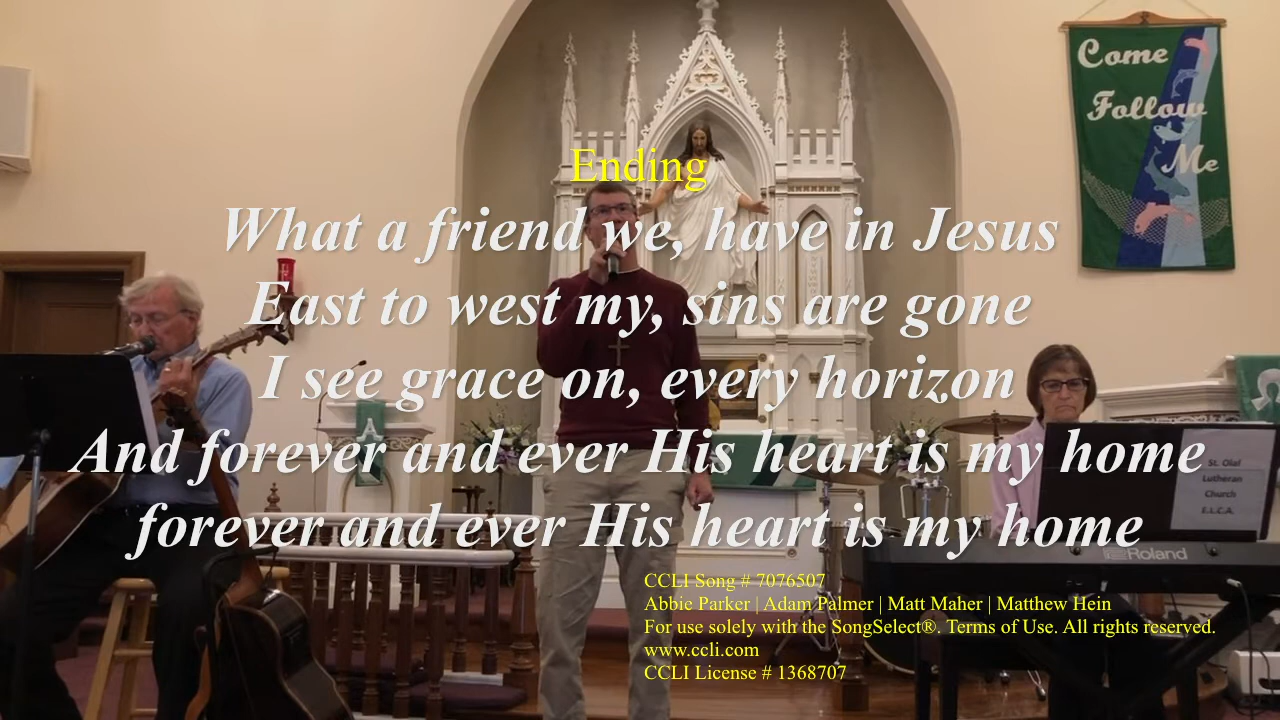 Come
Follow
Me
Ending
What a friend we, have in Jesus
East to west my, sins are gone
I see grace on, every horizon
And forever and ever His heart is my home
forever and ever His heart is my home
St. Olaf
Lutheran
Church
E.L.C.A.
Roland
CCLI Song # 7076507
Abbie Parker | Adam Palmer | Matt Maher | Matthew Hein
For use solely with the SongSelect®. Terms of Use. All rights reserved.
www.ccli.com
CCLI License # 1368707